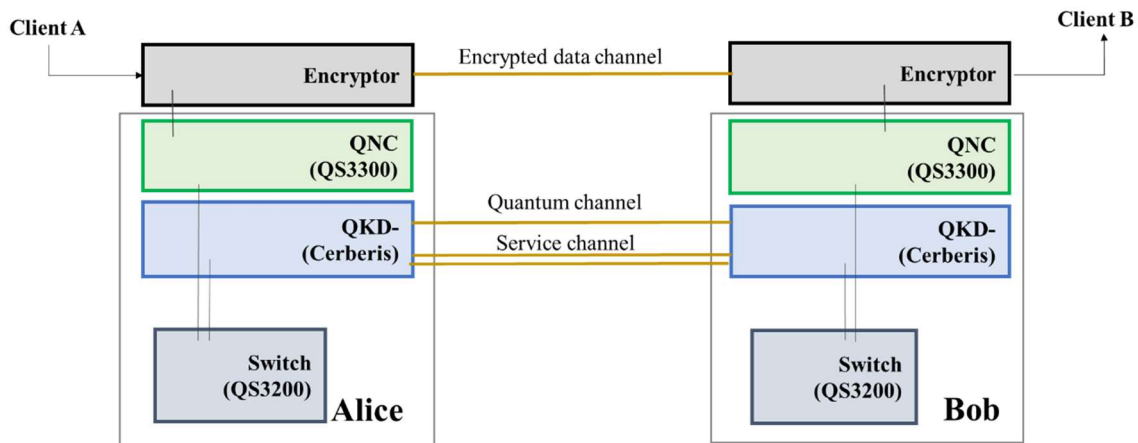 Client A
Client B
Encryptor
Encrypted data channel
Encryptor
QNC
(QS3300)
QNC
(QS3300)
Quantum channel
QKD-
(Cerberis)
Service channel
QKD-
(Cerberis)
Switch
(QS3200)
Switch
(QS3200)
Alice
Bob